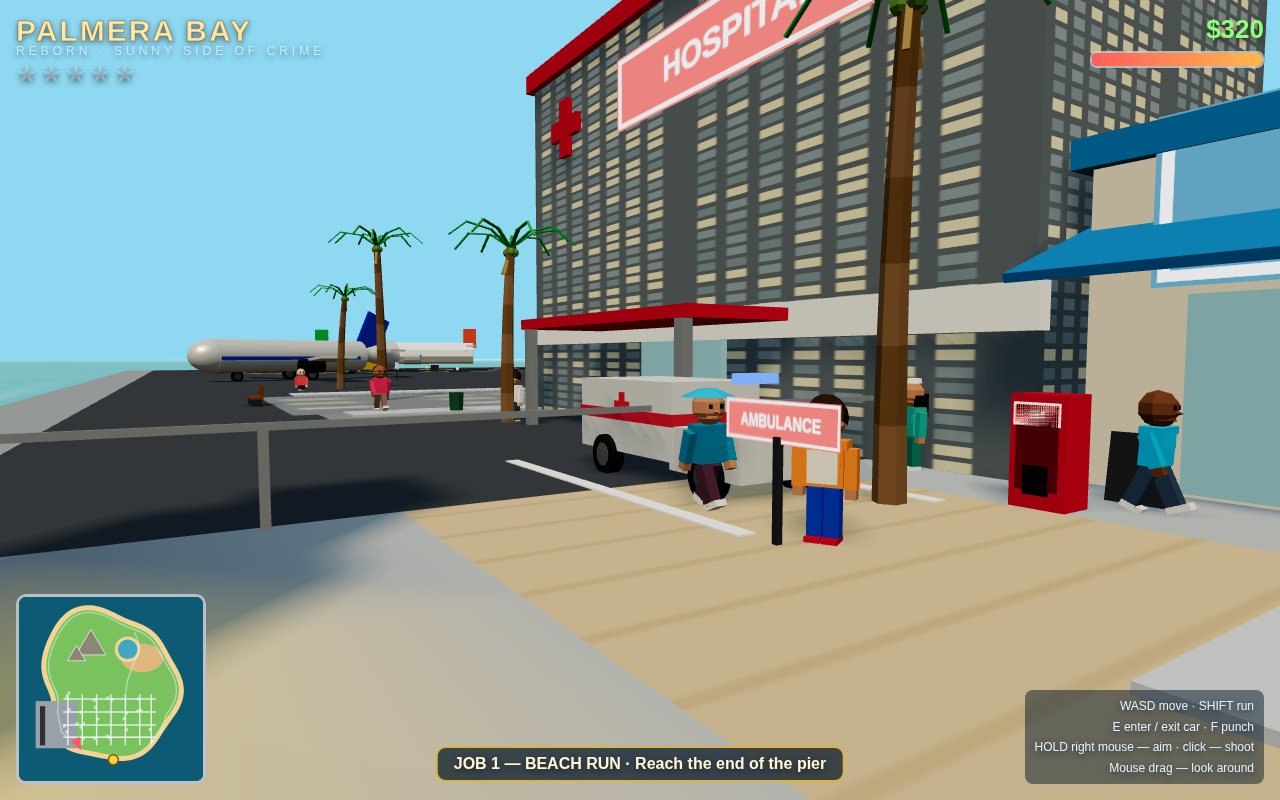 PALMERA BAY
REBORN · SUNNY SIDE OF CRIME
$320
HOSPITA
AMBULANCE
WASD move · SHIFT run
E enter / exit car · F punch
HOLD right mouse — aim · click — shoot
Mouse drag — look around
JOB 1 — BEACH RUN · Reach the end of the pier